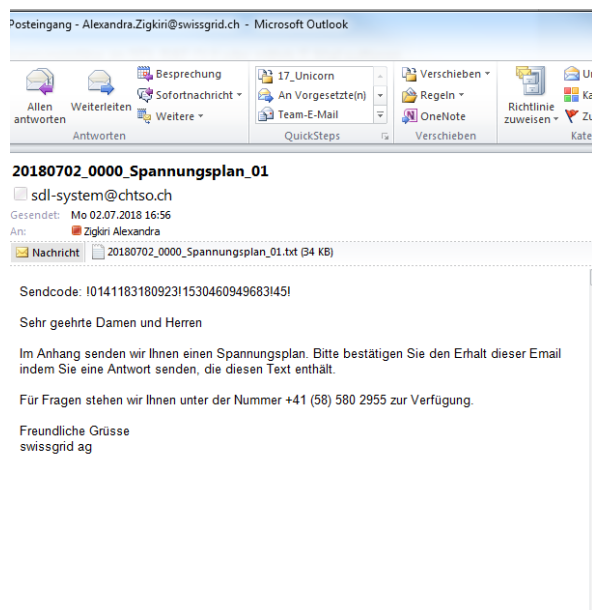 Posteingang - Alexandra.Zigkiri@swissgrid.ch - Microsoft Outlook
Allen antworten
Weiterleiten
Besprechung
Sofortnachricht
Weitere
Antworten
17_Unicorn
An Vorgesetzte(n)
Team-E-Mail
QuickSteps
Verschieben
Regeln
OneNote
Verschieben
Richtlinie zuweisen
Un
Ka
Zu
Kate
20180702_0000_Spannungsplan_01
sdl-system@chtso.ch
Gesendet: Mo 02.07.2018 16:56
An: Zigkiri Alexandra
Nachricht 20180702_0000_Spannungsplan_01.txt (34 KB)
Sendcode: !0141183180923!1530460949683!45!
Sehr geehrte Damen und Herren
Im Anhang senden wir Ihnen einen Spannungsplan. Bitte bestätigen Sie den Erhalt dieser Email
indem Sie eine Antwort senden, die diesen Text enthält.
Für Fragen stehen wir Ihnen unter der Nummer +41 (58) 580 2955 zur Verfügung.
Freundliche Grüsse
swissgrid ag